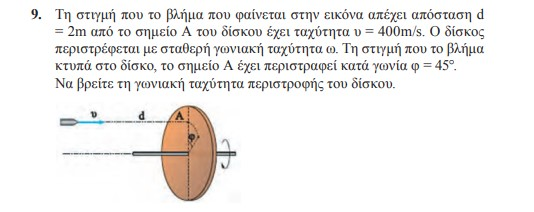 9. Τη στιγμή που το βλήμα που φαίνεται στην εικόνα απέχει απόσταση d
= 2m από το σημείο Α του δίσκου έχει ταχύτητα υ = 400m/s. Ο δίσκος
περιστρέφεται με σταθερή γωνιακή ταχύτητα ω. Τη στιγμή που το βλήμα
κτυπά στο δίσκο, το σημείο Α έχει περιστραφεί κατά γωνία φ = 45°.
Να βρείτε τη γωνιακή ταχύτητα περιστροφής του δίσκου.
υ d A
φ